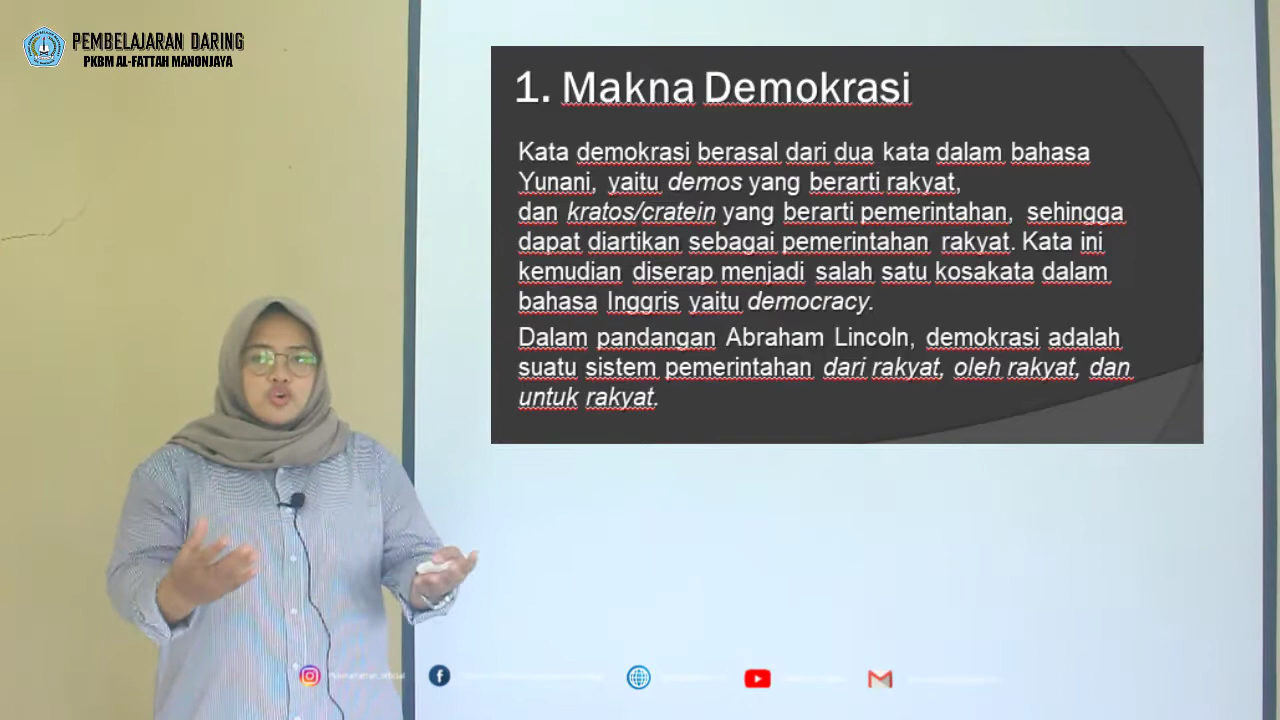 PEMBELAJARAN DARING
PKBM AL-FATTAH MANONJAYA
1. Makna Demokrasi
Kata demokrasi berasal dari dua kata dalam bahasa
Yunani, yaitu demos yang berarti rakyat,
dan kratos/cratein yang berarti pemerintahan, sehingga
dapat diartikan sebagai pemerintahan rakyat. Kata ini
kemudian diserap menjadi salah satu kosakata dalam
bahasa Inggris yaitu democracy.
Dalam pandangan Abraham Lincoln, demokrasi adalah
suatu sistem pemerintahan dari rakyat, oleh rakyat, dan
untuk rakyat.